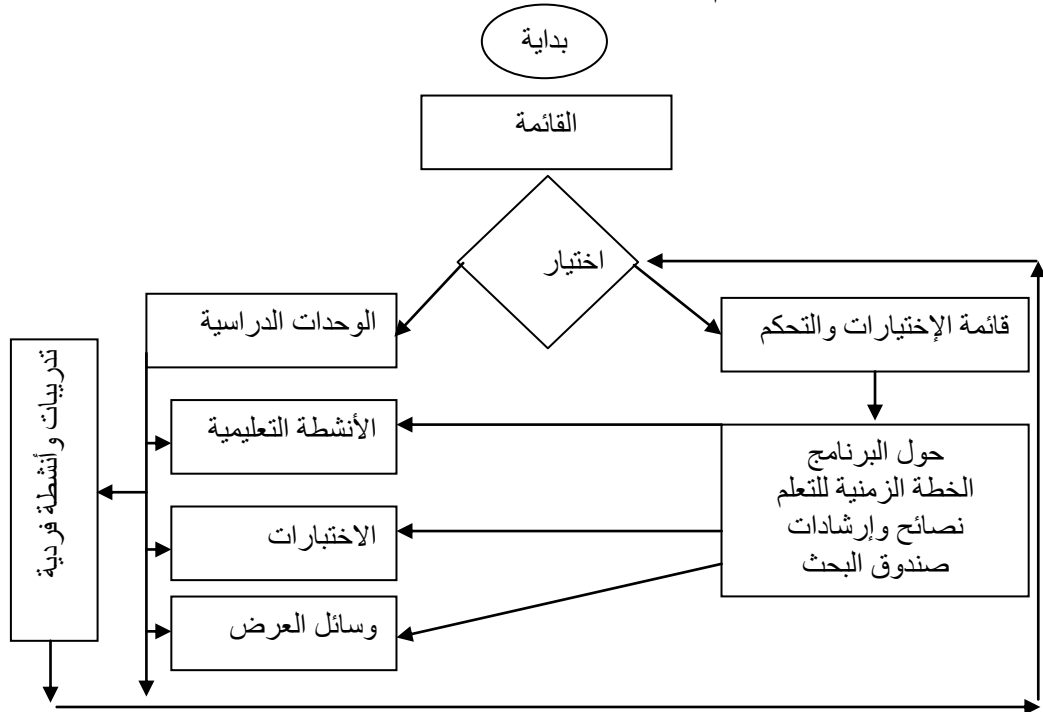 بداية
القائمة
اختيار
قائمة الإختيارات والتحكم
الوحدات الدراسية
حول البرنامج
الخطة الزمنية للتعلم
نصائح وإرشادات
صندوق البحث
الأنشطة التعليمية
الاختبارات
وسائل العرض
تدريبات وأنشطة فردية